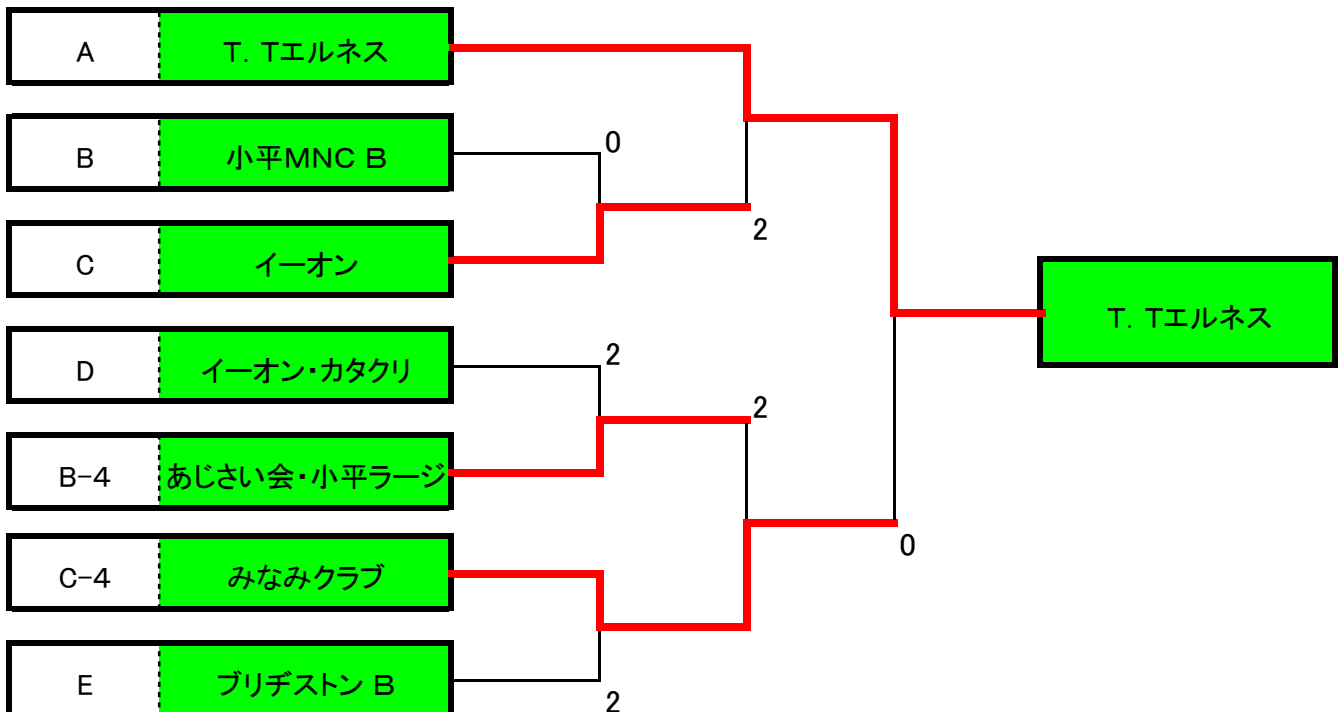 A T．Tエルネス
B 小平MNC B
0
C イーオン
2
T．Tエルネス
D イーオン・カタクリ
2
2
B-4 あじさい会・小平ラージ
C-4 みなみクラブ
0
E ブリヂストン B
2